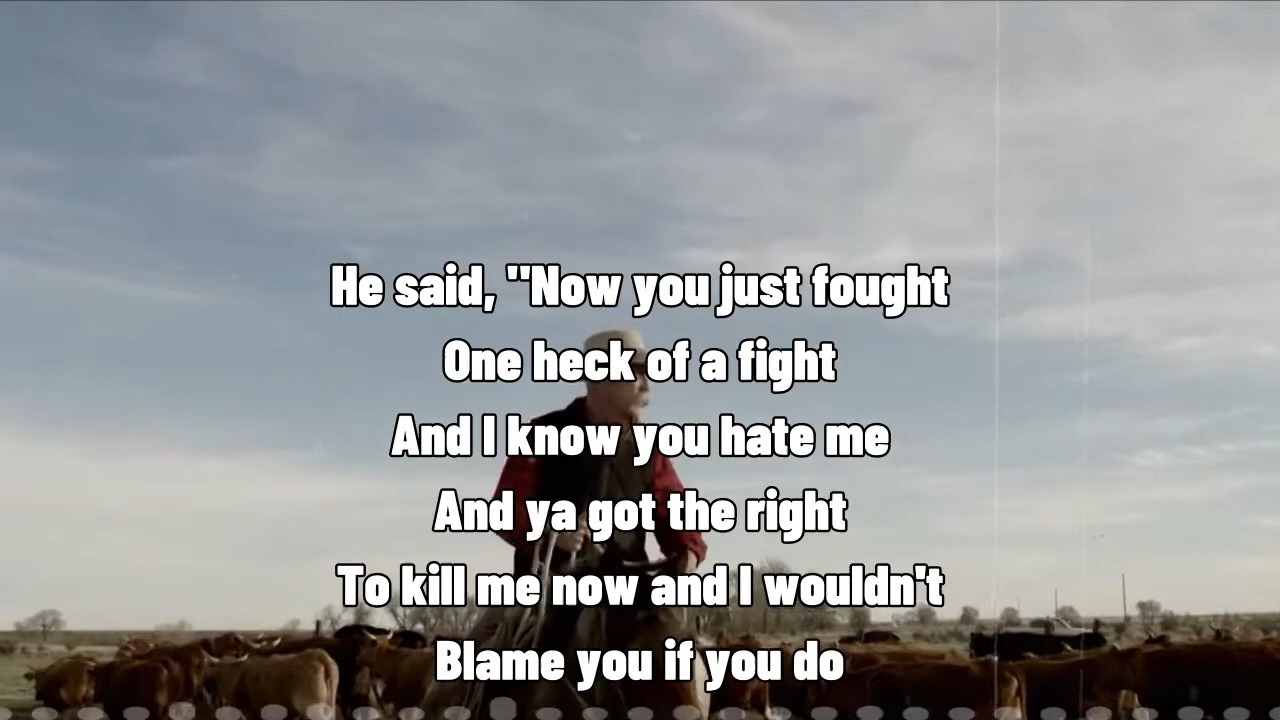 He said, "Now you just fought
One heck of a fight
And I know you hate me
And ya got the right
To kill me now and I wouldn't
Blame you if you do